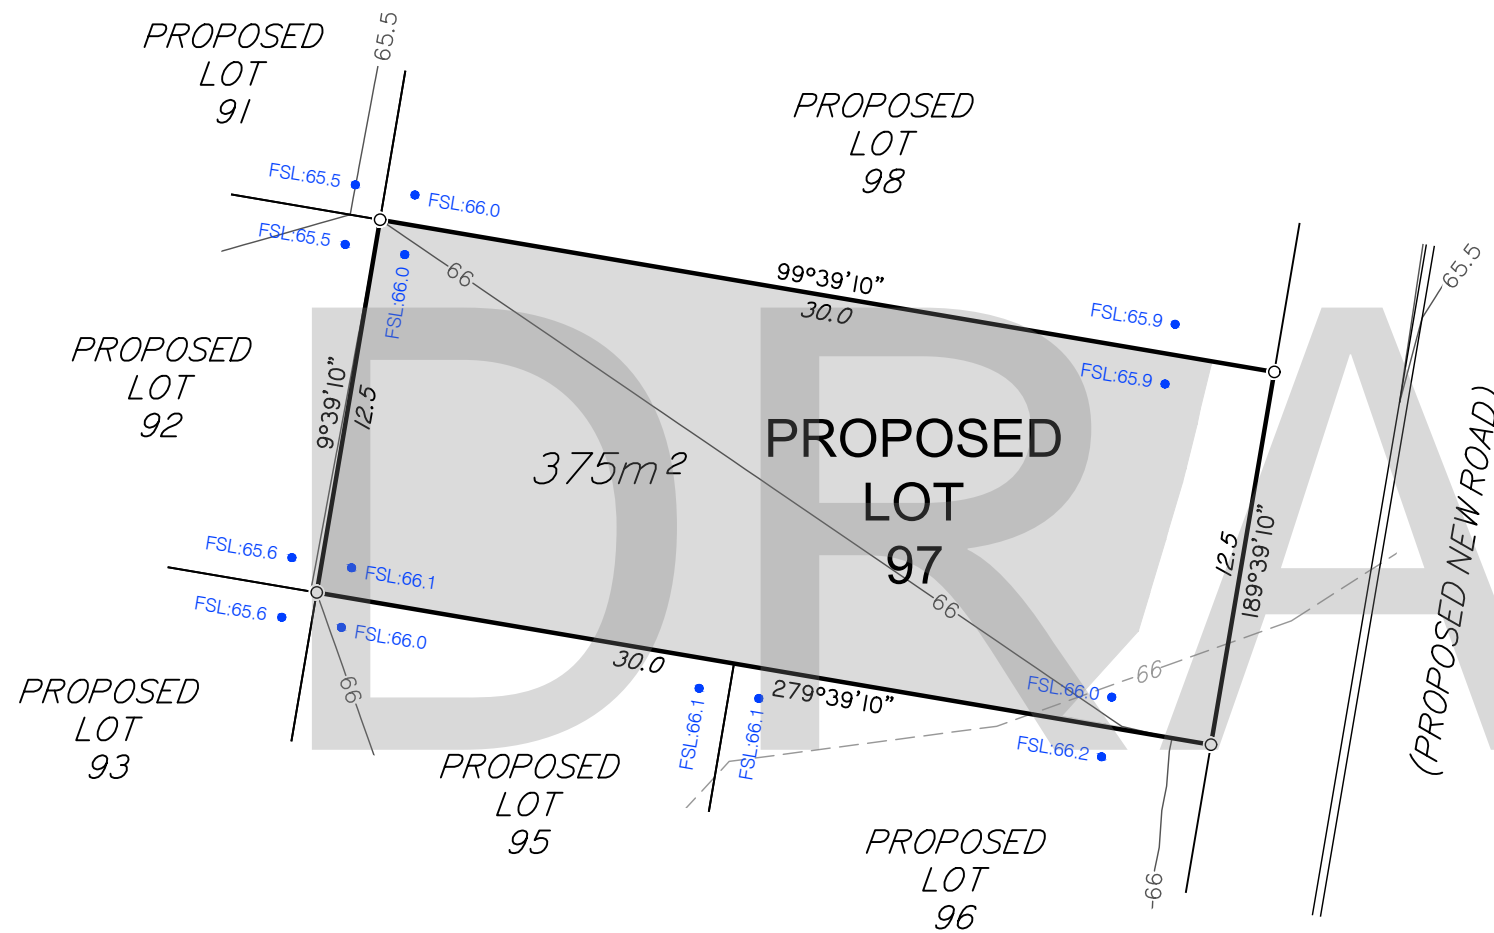 PROPOSED
LOT
91
65.5
PROPOSED
LOT
98
FSL:65.5
FSL:66.0
FSL:65.5
FSL:66.0
66
99°39'10"
30.0
FSL:65.9
FSL:65.9
65.5
PROPOSED
LOT
92
9°39'10"
12.5
375m²
PROPOSED
LOT
97
12.5
189°39'10"
(PROPOSED NEW ROAD)
FSL:65.6
FSL:66.1
FSL:65.6
FSL:66.0
66
30.0
279°39'10"
66
FSL:66.0
66
FSL:66.1
FSL:66.1
FSL:66.2
PROPOSED
LOT
93
PROPOSED
LOT
95
PROPOSED
LOT
96
66
DRA